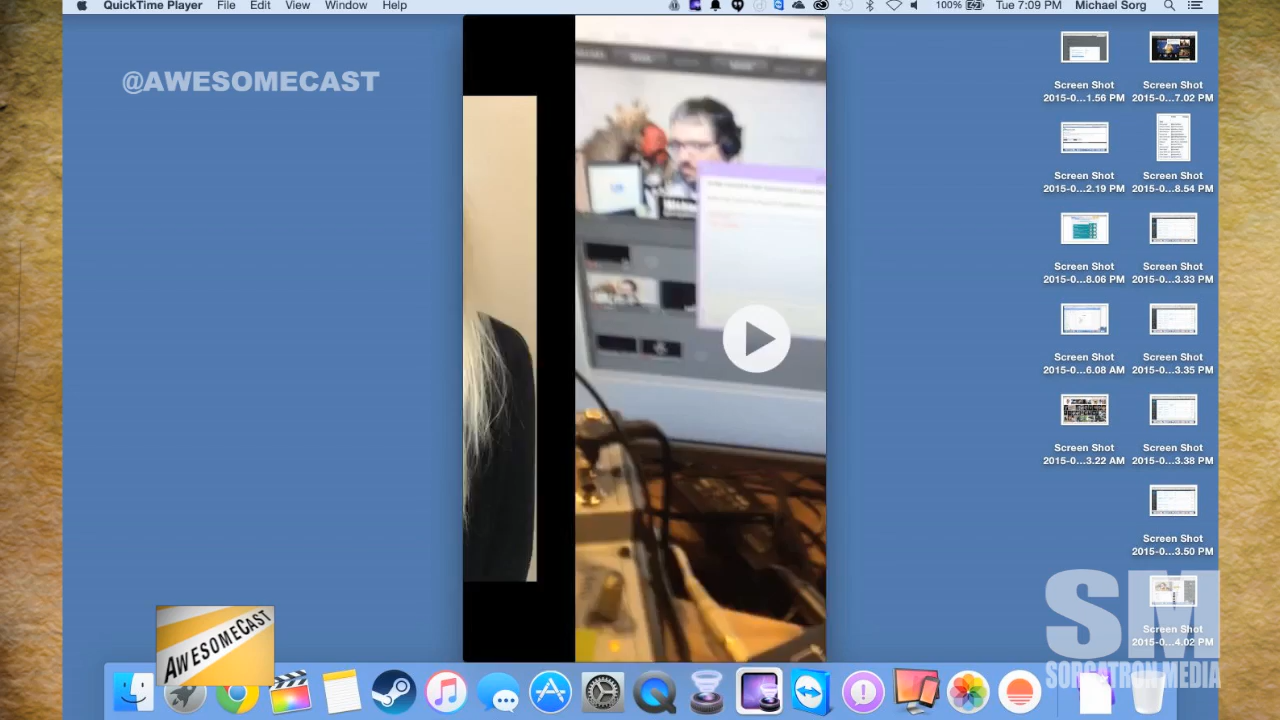 QuickTime Player File Edit View Window Help
100% Tue 7:09 PM Michael Sorg
@AWESOMECAST
Screen Shot
2015-0...1.56 PM
Screen Shot
2015-0...7.02 PM
Screen Shot
2015-0...2.19 PM
Screen Shot
2015-0...8.54 PM
Screen Shot
2015-0...8.06 PM
Screen Shot
2015-0...3.33 PM
Screen Shot
2015-0...6.08 AM
Screen Shot
2015-0...3.35 PM
Screen Shot
2015-0...3.22 AM
Screen Shot
2015-0...3.38 PM
Screen Shot
2015-0...3.50 PM
Screen Shot
2015-0...4.02 PM
AWESOMECAST
SM
SORGATRON MEDIA